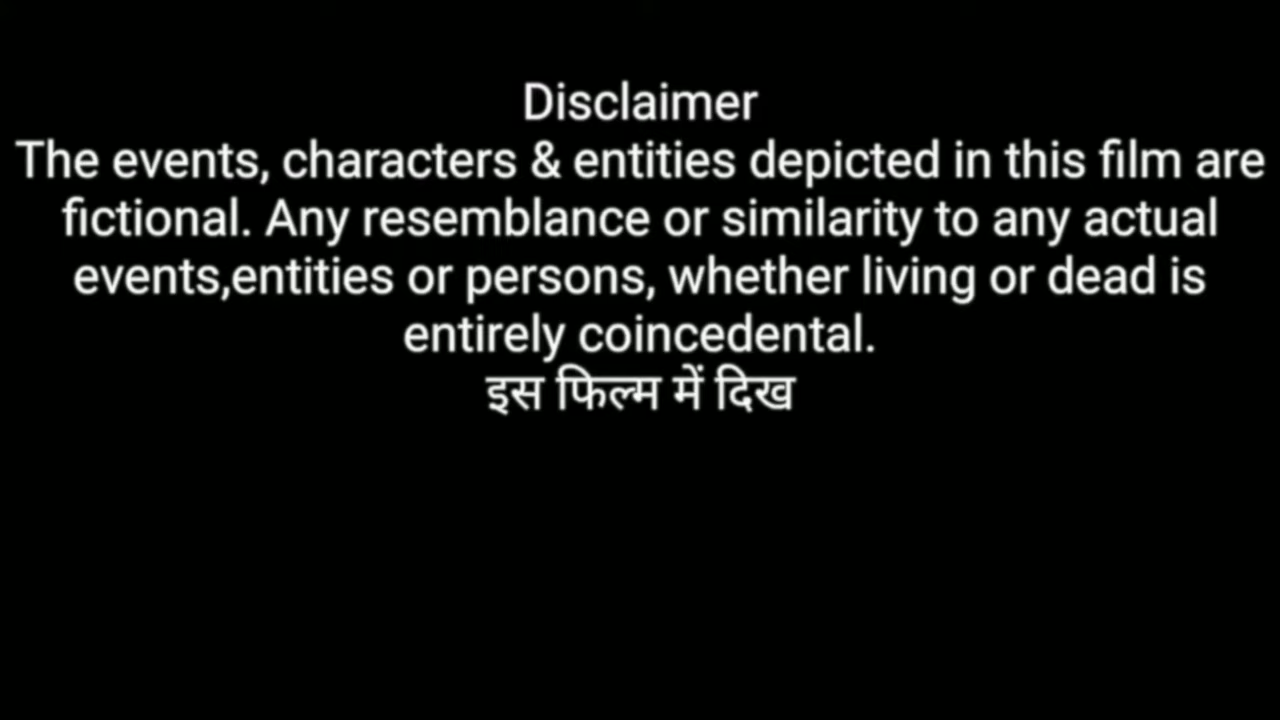 Disclaimer
The events, characters & entities depicted in this film are
fictional. Any resemblance or similarity to any actual
events,entities or persons, whether living or dead is
entirely coincedental.
इस फिल्म में दिख